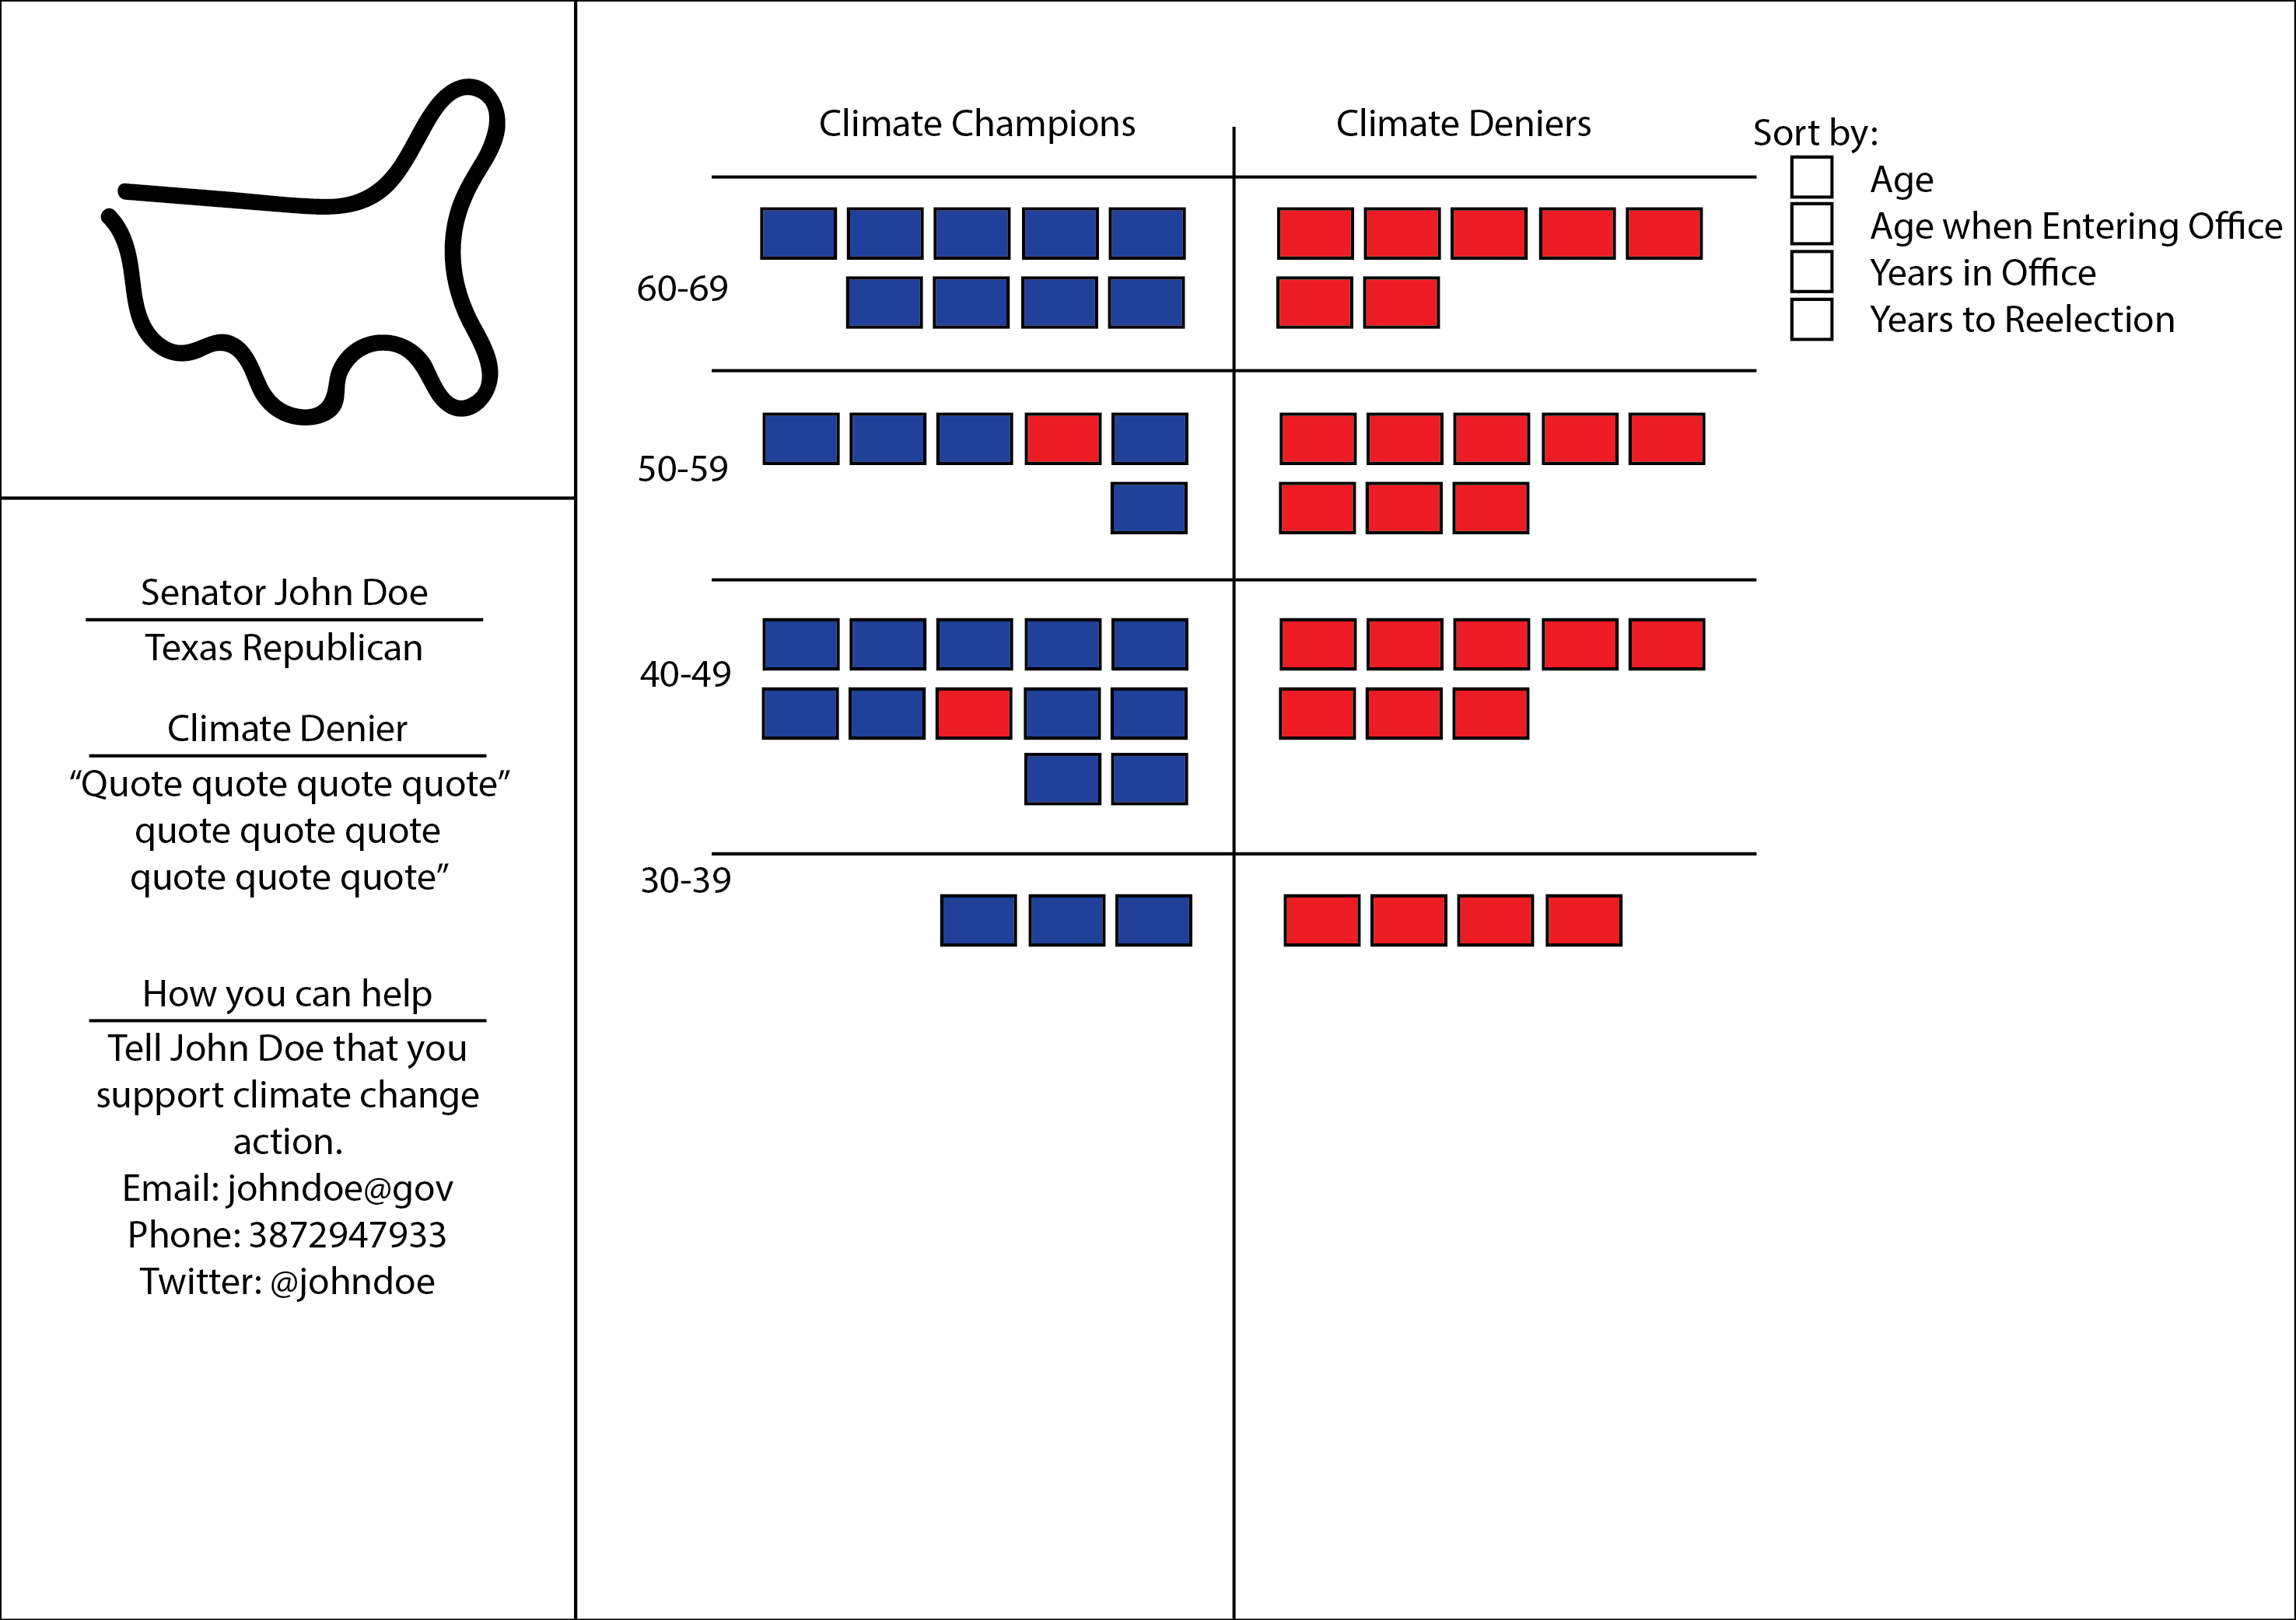 Senator John Doe
Texas Republican
Climate Denier
“Quote quote quote quote”
quote quote quote
quote quote quote”
How you can help
Tell John Doe that you
support climate change
action.
Email: johndoe@gov
Phone: 3872947933
Twitter: @johndoe
Climate Champions
Climate Deniers
60-69
50-59
40-49
30-39
Sort by:
Age
Age when Entering Office
Years in Office
Years to Reelection